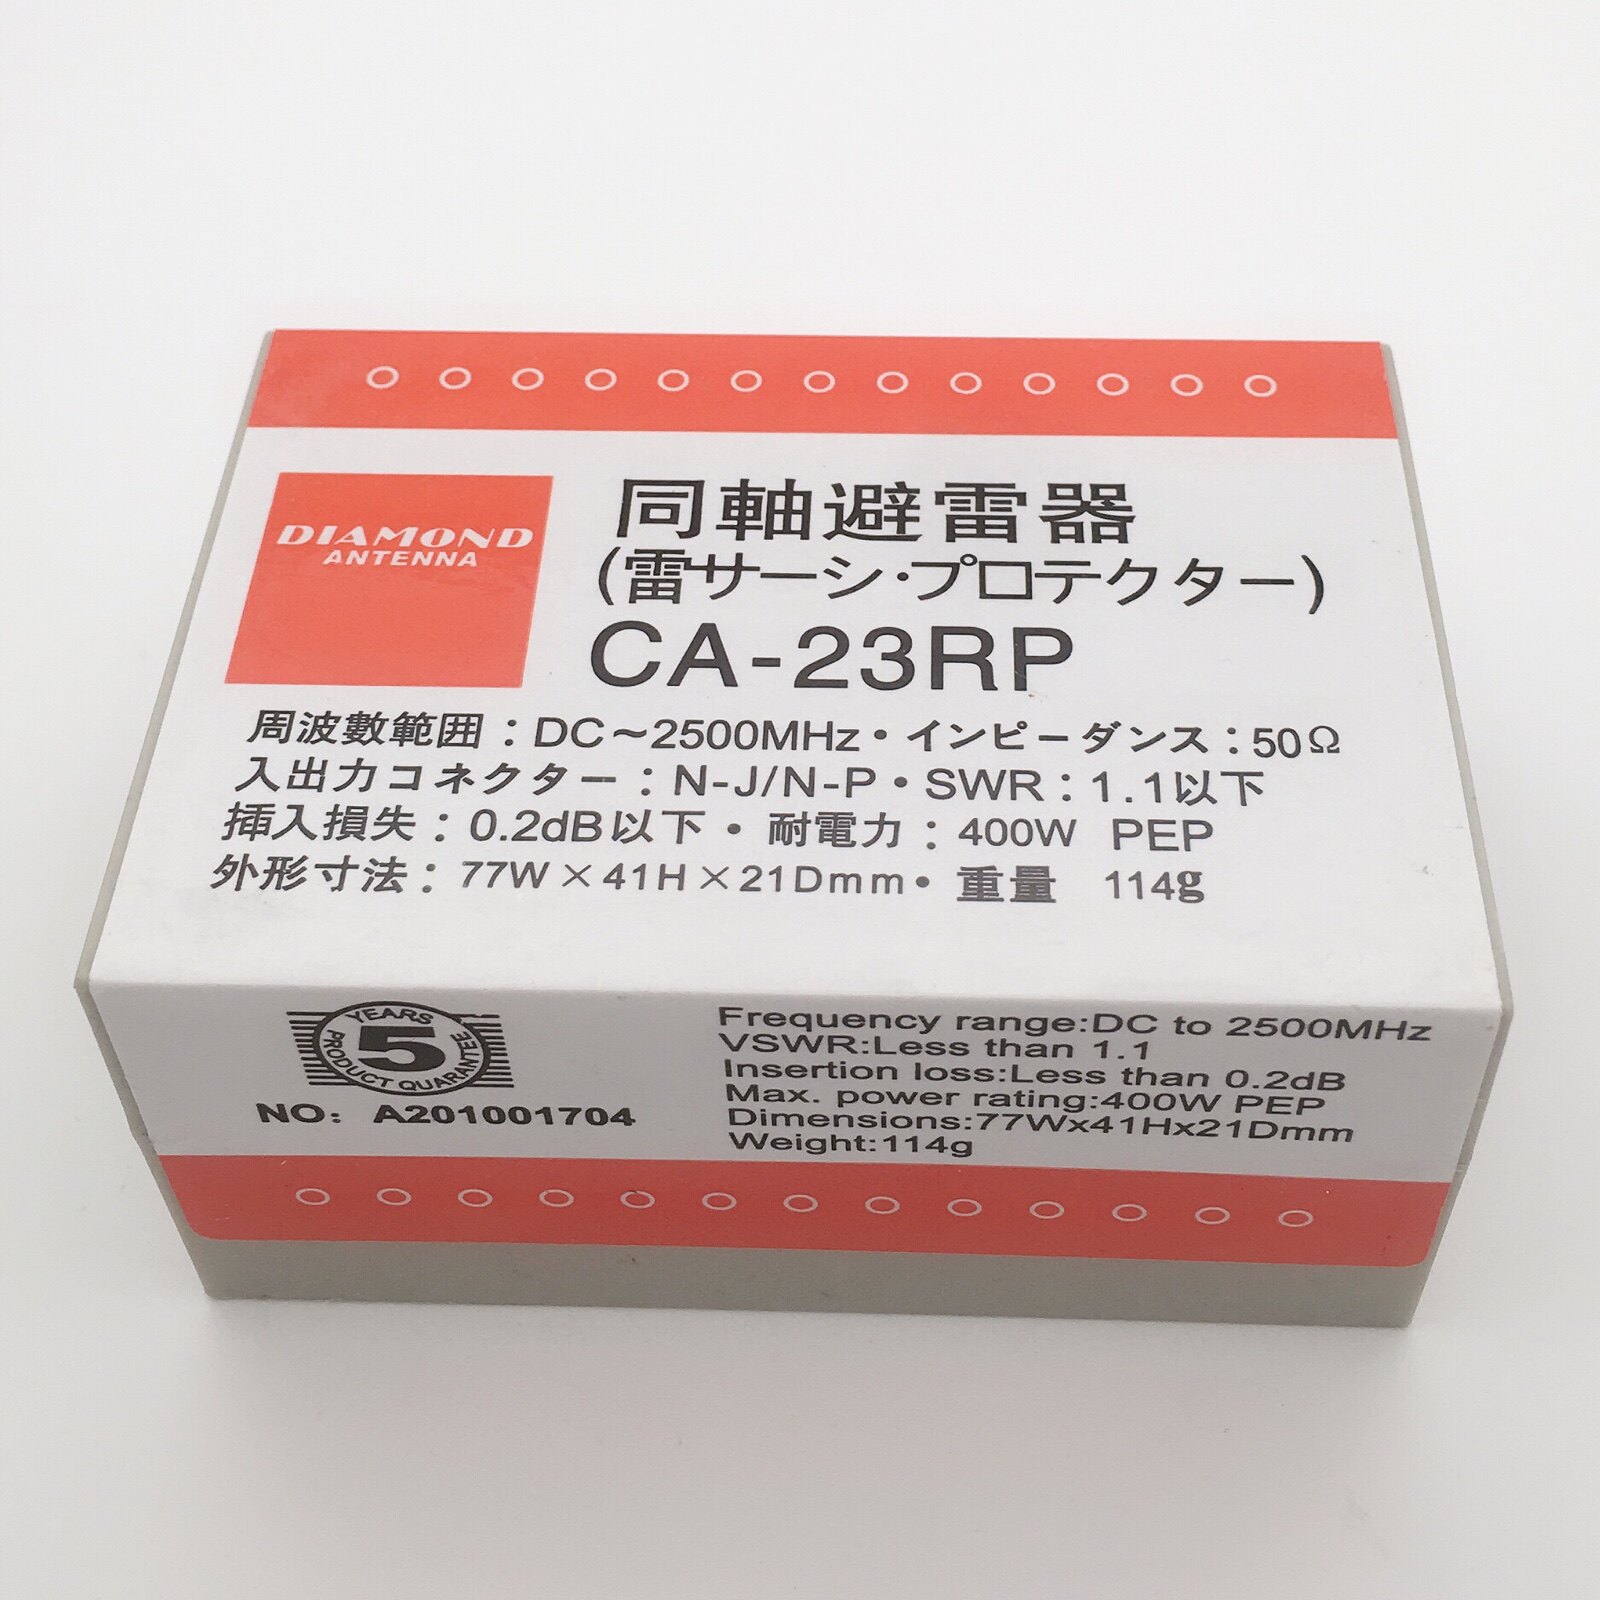 DIAMOND
ANTENNA
同軸避雷器
(雷サーシ·プロテクター)
CA-23RP
周波數範囲：DC～2500MHz・インピーダンス：50Ω
入出力コネクター：N-J/N-P・SWR：1.1以下
挿入損失：0.2dB以下・耐電力：400W PEP
外形寸法：77W×41H×21Dmm・重量 114g
YEARS
5
PRODUCT QUARANTEE
NO: A201001704
Frequency range:DC to 2500MHz
VSWR:Less than 1.1
Insertion loss:Less than 0.2dB
Max. power rating:400W PEP
Dimensions:77Wx41Hx21Dmm
Weight:114g